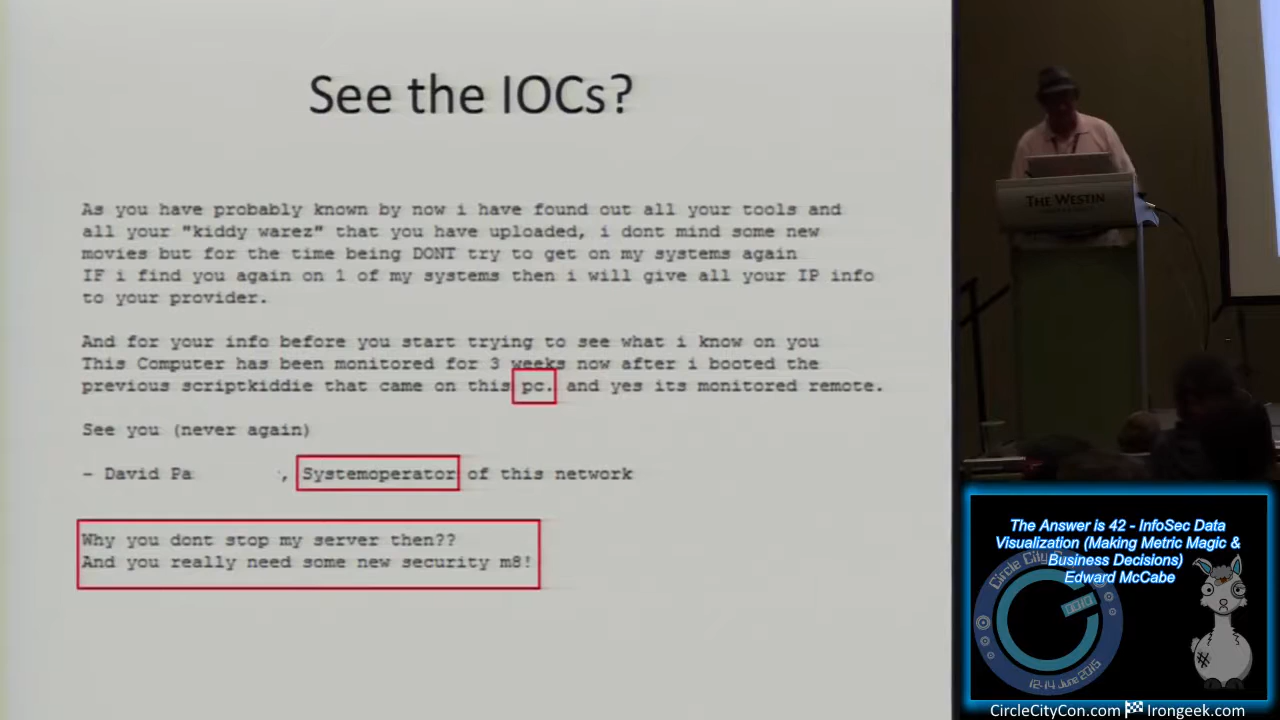 See the IOCs?
As you have probably known by now i have found out all your tools and
all your "kiddy warez" that you have uploaded, i dont mind some new
movies but for the time being DONT try to get on my systems again
IF i find you again on 1 of my systems then i will give all your IP info
to your provider.
And for your info before you start trying to see what i know on you
This Computer has been monitored for 3 weeks now after i booted the
previous scriptkiddie that came on this pc. and yes its monitored remote.
See you (never again)
- David Pa , Systemoperator of this network
Why you dont stop my server then??
And you really need some new security m8!
THE WESTIN
The Answer is 42 - InfoSec Data
Visualization (Making Metric Magic &
Business Decisions)
Edward McCabe
Circle City
12-14 June 2015
CircleCityCon.com Irongeek.com